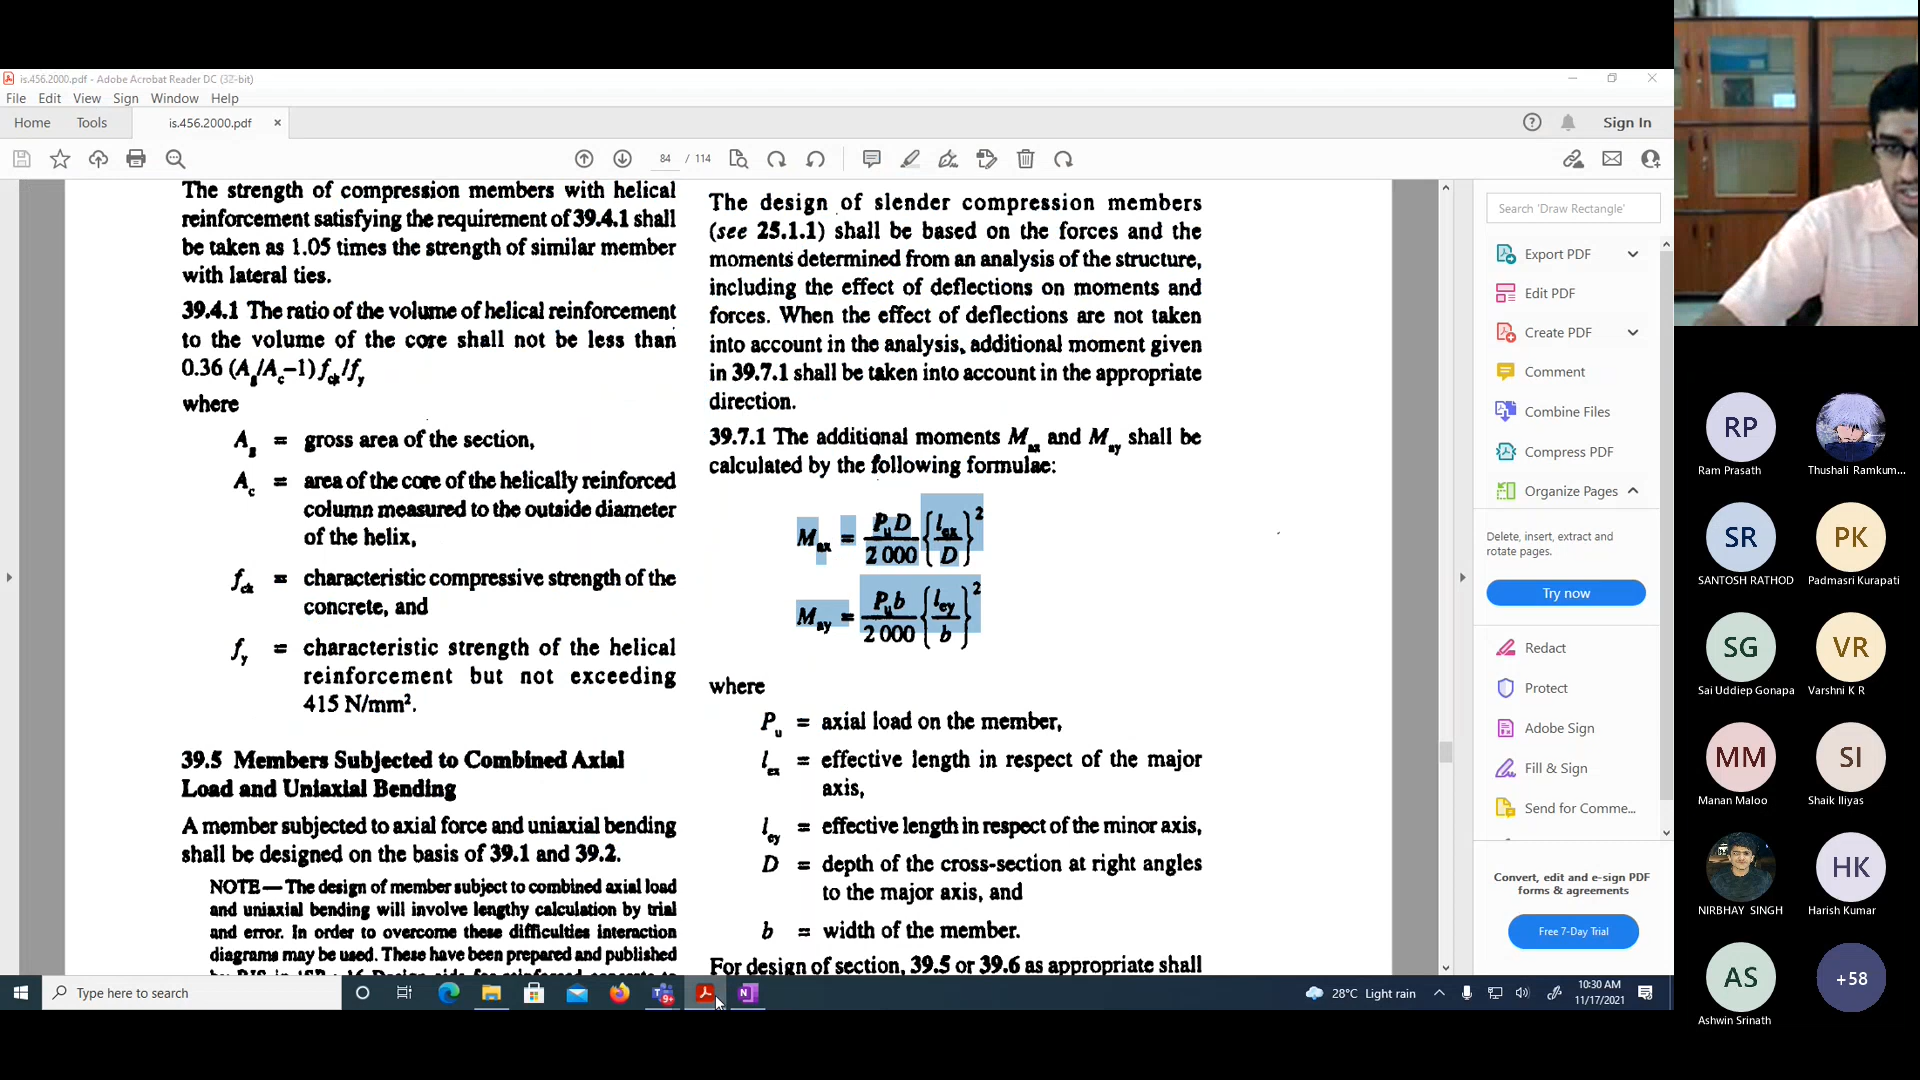 is.456.2000.pdf - Adobe Acrobat Reader DC (32-bit)
File Edit View Sign Window Help
Home Tools is.456.2000.pdf × Sign In
84 / 114
The strength of compression members with helical
reinforcement satisfying the requirement of 39.4.1 shall
be taken as 1.05 times the strength of similar member
with lateral ties.
39.4.1 The ratio of the volume of helical reinforcement
to the volume of the core shall not be less than
0.36 (A_g/A_c–1) f_ck/f_y
where
A_g = gross area of the section,
A_c = area of the core of the helically reinforced
column measured to the outside diameter
of the helix,
f_ck = characteristic compressive strength of the
concrete, and
f_y = characteristic strength of the helical
reinforcement but not exceeding
415 N/mm².
39.5 Members Subjected to Combined Axial
Load and Uniaxial Bending
A member subjected to axial force and uniaxial bending
shall be designed on the basis of 39.1 and 39.2.
NOTE — The design of member subject to combined axial load
and uniaxial bending will involve lengthy calculation by trial
and error. In order to overcome these difficulties interaction
diagrams may be used. These have been prepared and published
The design of slender compression members
(see 25.1.1) shall be based on the forces and the
moments determined from an analysis of the structure,
including the effect of deflections on moments and
forces. When the effect of deflections are not taken
into account in the analysis, additional moment given
in 39.7.1 shall be taken into account in the appropriate
direction.
39.7.1 The additional moments M_ax and M_ay shall be
calculated by the following formulae:
M_ax = P_u D / 2 000 {l_ex / D}²
M_ay = P_u b / 2 000 {l_ey / b}²
where
P_u = axial load on the member,
l_ex = effective length in respect of the major
axis,
l_ey = effective length in respect of the minor axis,
D = depth of the cross-section at right angles
to the major axis, and
b = width of the member.
For design of section, 39.5 or 39.6 as appropriate shall
Search 'Draw Rectangle'
Export PDF
Edit PDF
Create PDF
Comment
Combine Files
Compress PDF
Organize Pages
Delete, insert, extract and
rotate pages.
Try now
Redact
Protect
Adobe Sign
Fill & Sign
Send for Comme...
Convert, edit and e-sign PDF
forms & agreements
Free 7-Day Trial
RP
Ram Prasath Thushali Ramkum...
SR PK
SANTOSH RATHOD Padmasri Kurapati
SG VR
Sai Uddiep Gonapa Varshni K R
MM SI
Manan Maloo Shaik Iliyas
HK
NIRBHAY SINGH Harish Kumar
AS +58
Ashwin Srinath
Type here to search
28°C Light rain
10:30 AM
11/17/2021